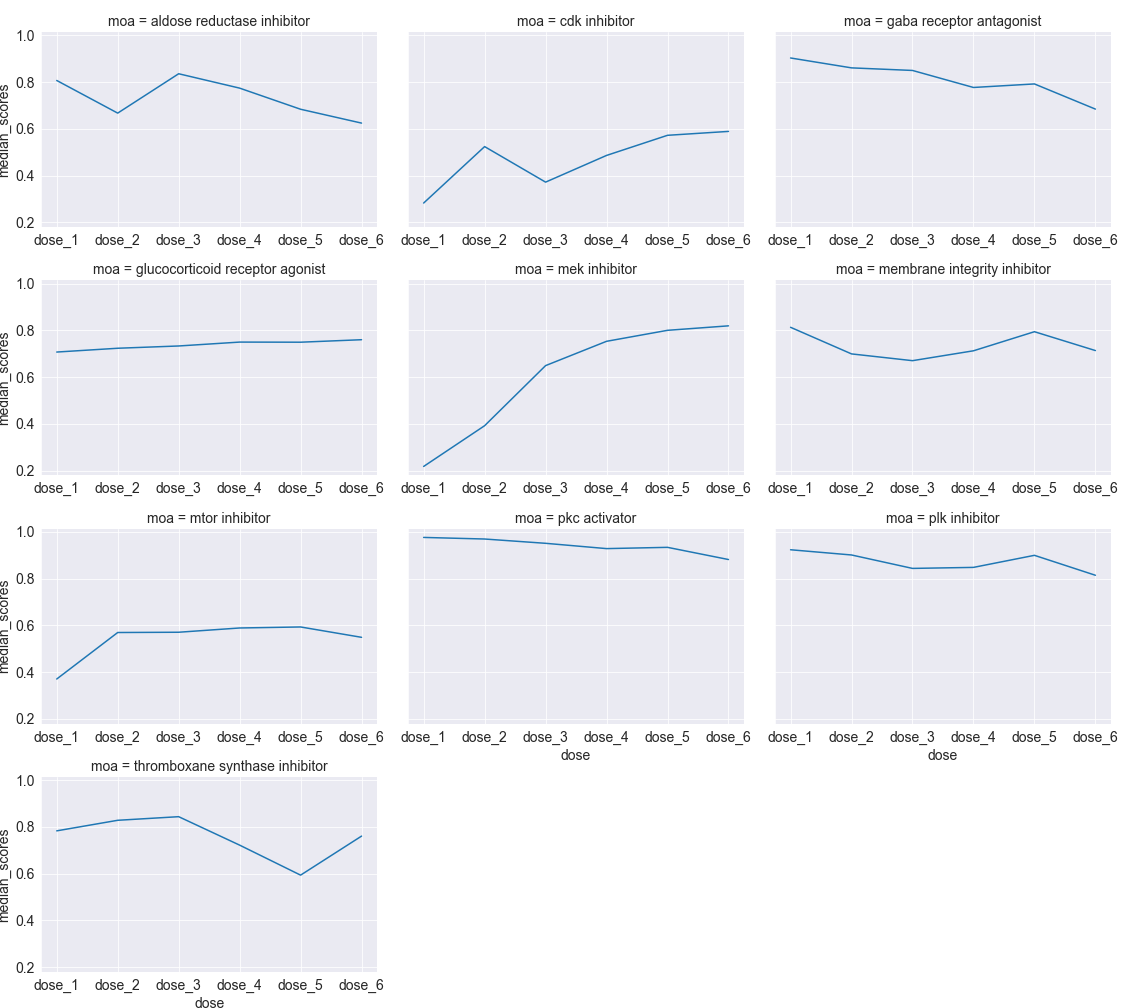 moa = aldose reductase inhibitor
moa = cdk inhibitor
moa = gaba receptor antagonist
median_scores
1.0
0.8
0.6
0.4
0.2
dose_1 dose_2 dose_3 dose_4 dose_5 dose_6
dose_1 dose_2 dose_3 dose_4 dose_5 dose_6
dose_1 dose_2 dose_3 dose_4 dose_5 dose_6
moa = glucocorticoid receptor agonist
moa = mek inhibitor
moa = membrane integrity inhibitor
median_scores
1.0
0.8
0.6
0.4
0.2
dose_1 dose_2 dose_3 dose_4 dose_5 dose_6
dose_1 dose_2 dose_3 dose_4 dose_5 dose_6
dose_1 dose_2 dose_3 dose_4 dose_5 dose_6
moa = mtor inhibitor
moa = pkc activator
moa = plk inhibitor
median_scores
1.0
0.8
0.6
0.4
0.2
dose_1 dose_2 dose_3 dose_4 dose_5 dose_6
dose_1 dose_2 dose_3 dose_4 dose_5 dose_6
dose_1 dose_2 dose_3 dose_4 dose_5 dose_6
dose
dose
moa = thromboxane synthase inhibitor
median_scores
1.0
0.8
0.6
0.4
0.2
dose_1 dose_2 dose_3 dose_4 dose_5 dose_6
dose